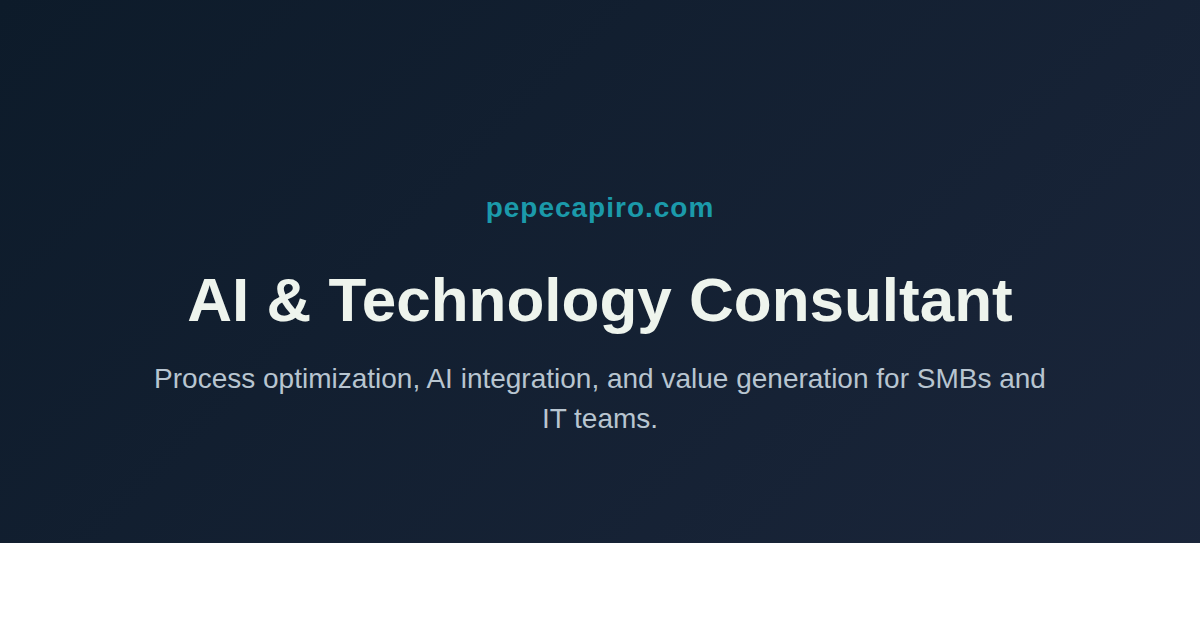 pepecapiro.com
AI & Technology Consultant
Process optimization, AI integration, and value generation for SMBs and
IT teams.